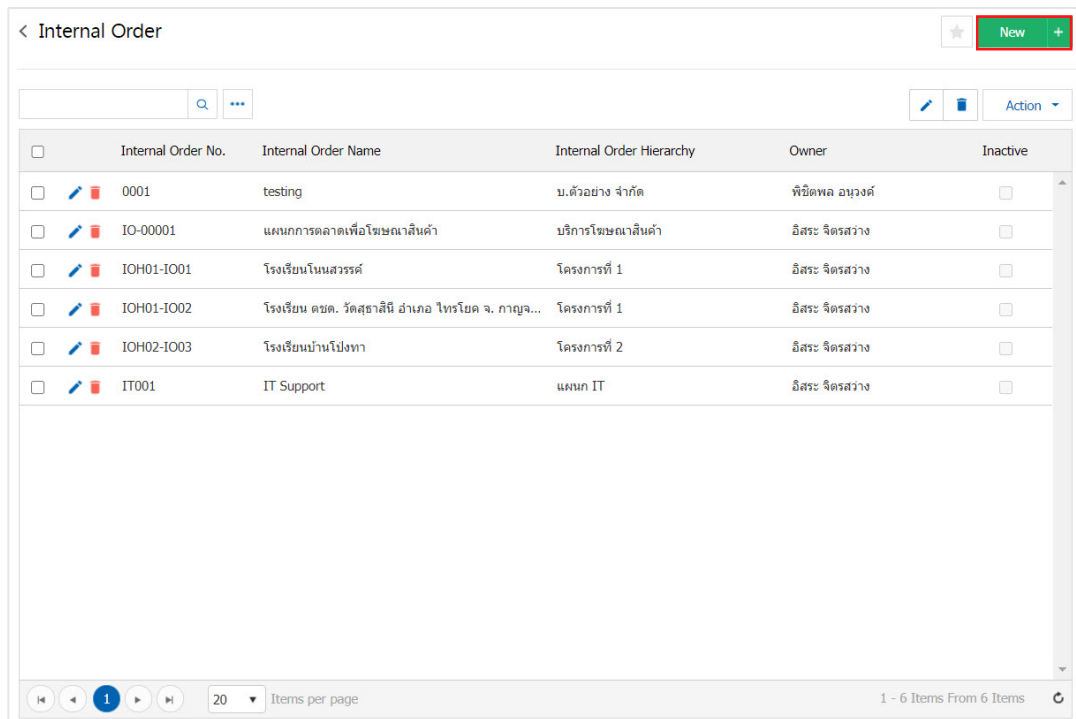 Internal Order
New +
Action
Internal Order No. Internal Order Name Internal Order Hierarchy Owner Inactive
0001 testing บ.ตัวอย่าง จำกัด พิชิตพล อนุวงค์
IO-00001 แผนกการตลาดเพื่อโฆษณาสินค้า บริการโฆษณาสินค้า อิสระ จิตรสว่าง
IOH01-IO01 โรงเรียนโนนสวรรค์ โครงการที่ 1 อิสระ จิตรสว่าง
IOH01-IO02 โรงเรียน ตชด. วัดสุธาสินี อำเภอ ไทรโยค จ. กาญจ... โครงการที่ 1 อิสระ จิตรสว่าง
IOH02-IO03 โรงเรียนบ้านโป่งทา โครงการที่ 2 อิสระ จิตรสว่าง
IT001 IT Support แผนก IT อิสระ จิตรสว่าง
1 20 Items per page 1 - 6 Items From 6 Items